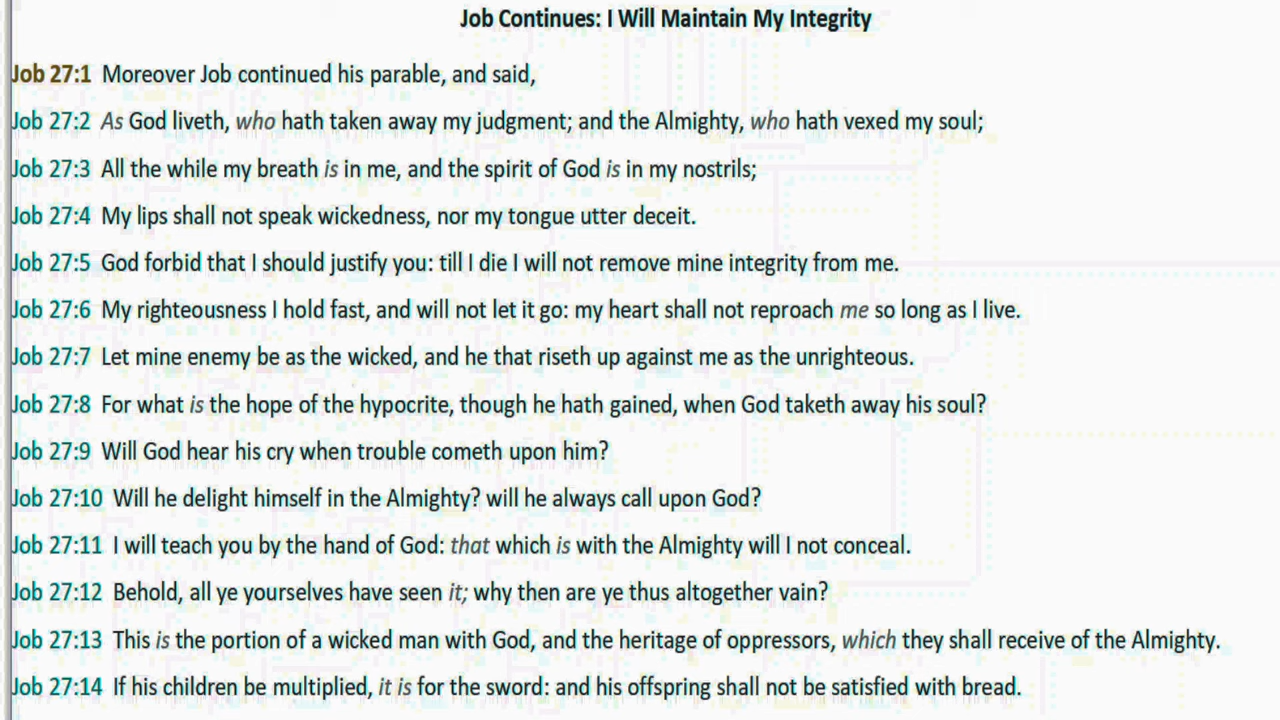 Job Continues: I Will Maintain My Integrity
Job 27:1 Moreover Job continued his parable, and said,
Job 27:2 As God liveth, who hath taken away my judgment; and the Almighty, who hath vexed my soul;
Job 27:3 All the while my breath is in me, and the spirit of God is in my nostrils;
Job 27:4 My lips shall not speak wickedness, nor my tongue utter deceit.
Job 27:5 God forbid that I should justify you: till I die I will not remove mine integrity from me.
Job 27:6 My righteousness I hold fast, and will not let it go: my heart shall not reproach me so long as I live.
Job 27:7 Let mine enemy be as the wicked, and he that riseth up against me as the unrighteous.
Job 27:8 For what is the hope of the hypocrite, though he hath gained, when God taketh away his soul?
Job 27:9 Will God hear his cry when trouble cometh upon him?
Job 27:10 Will he delight himself in the Almighty? will he always call upon God?
Job 27:11 I will teach you by the hand of God: that which is with the Almighty will I not conceal.
Job 27:12 Behold, all ye yourselves have seen it; why then are ye thus altogether vain?
Job 27:13 This is the portion of a wicked man with God, and the heritage of oppressors, which they shall receive of the Almighty.
Job 27:14 If his children be multiplied, it is for the sword: and his offspring shall not be satisfied with bread.